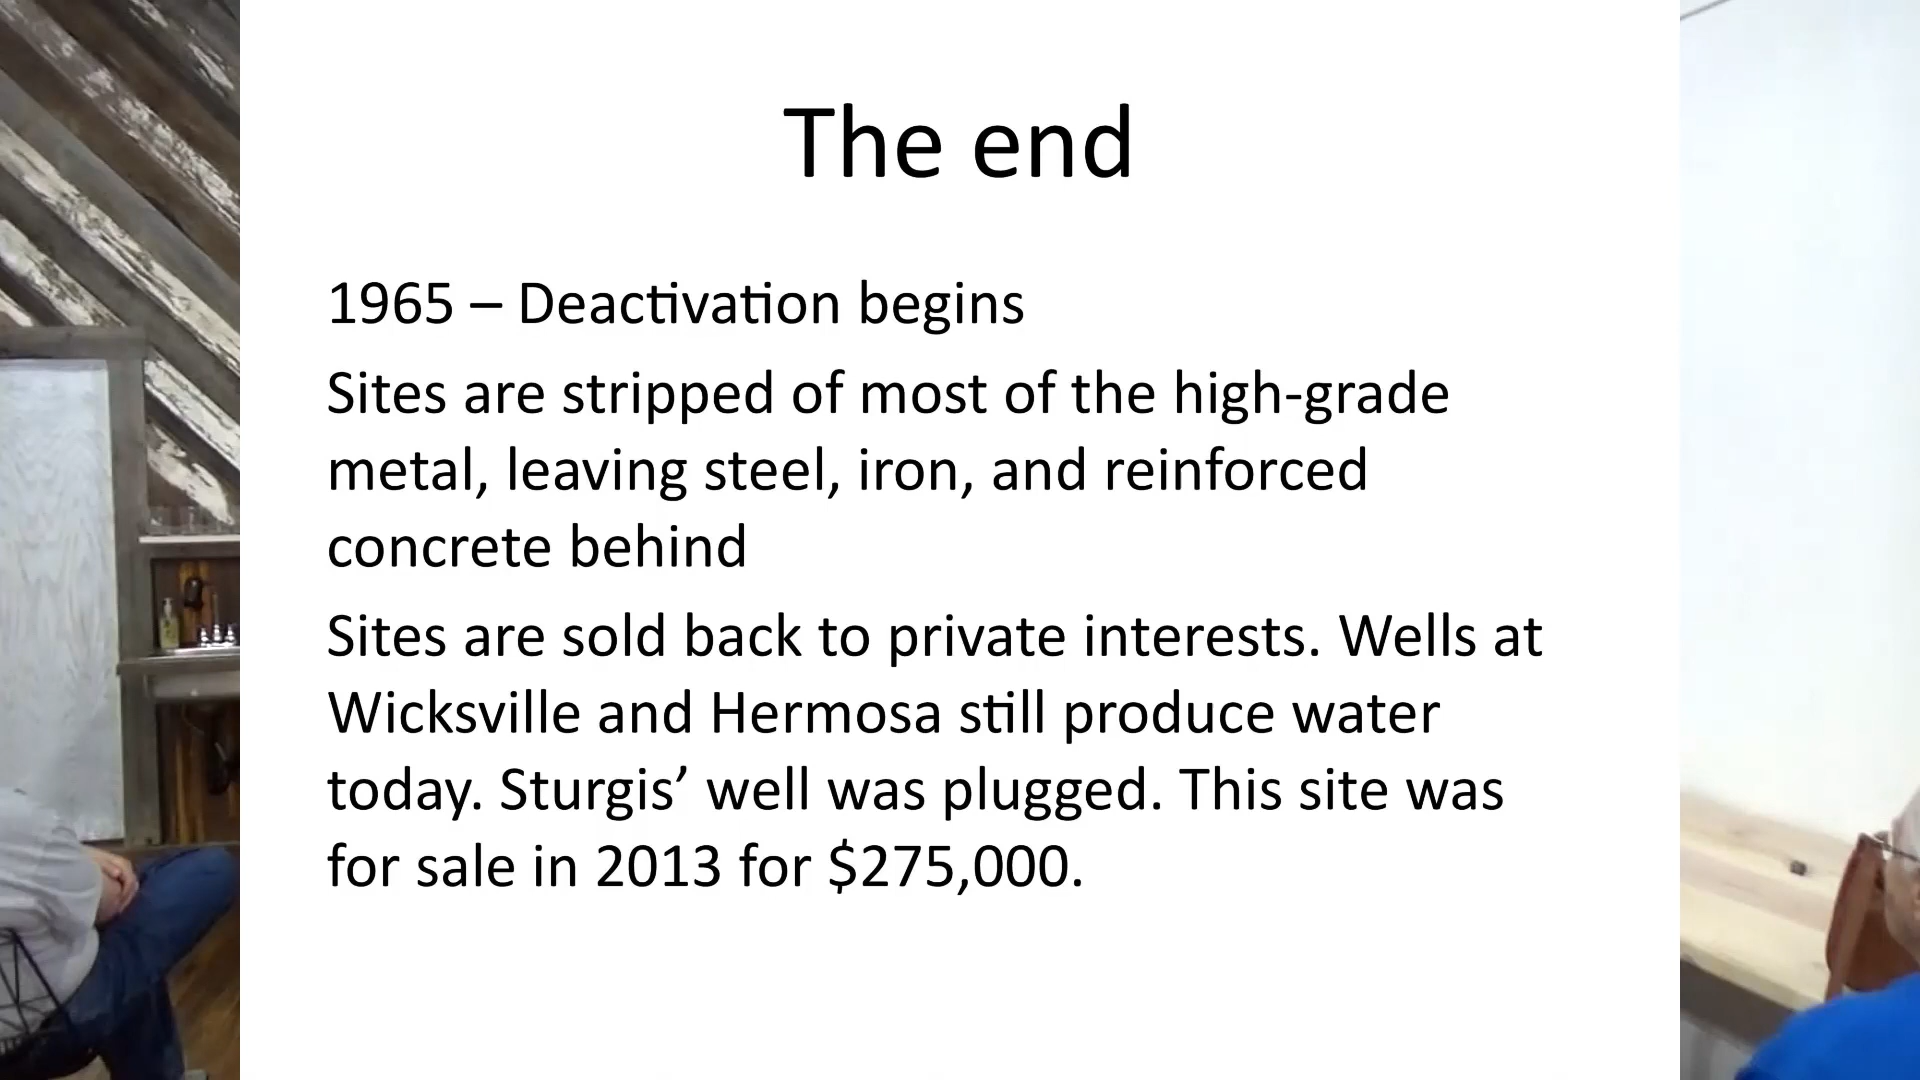 The end
1965 – Deactivation begins
Sites are stripped of most of the high-grade
metal, leaving steel, iron, and reinforced
concrete behind
Sites are sold back to private interests. Wells at
Wicksville and Hermosa still produce water
today. Sturgis’ well was plugged. This site was
for sale in 2013 for $275,000.